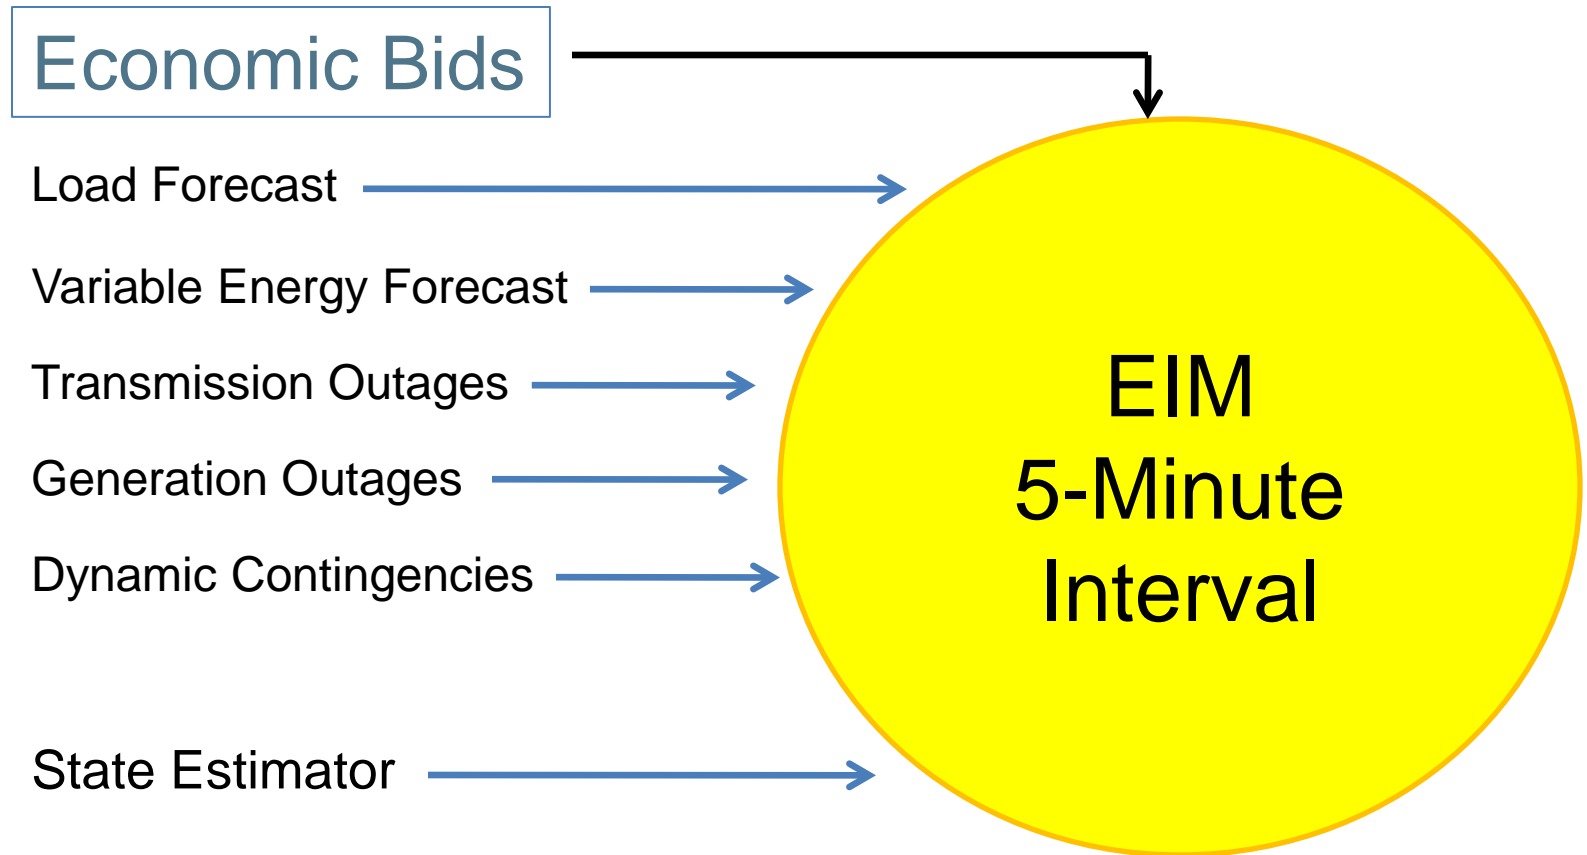 Economic Bids
Load Forecast
Variable Energy Forecast
Transmission Outages
Generation Outages
Dynamic Contingencies
State Estimator
EIM
5-Minute
Interval